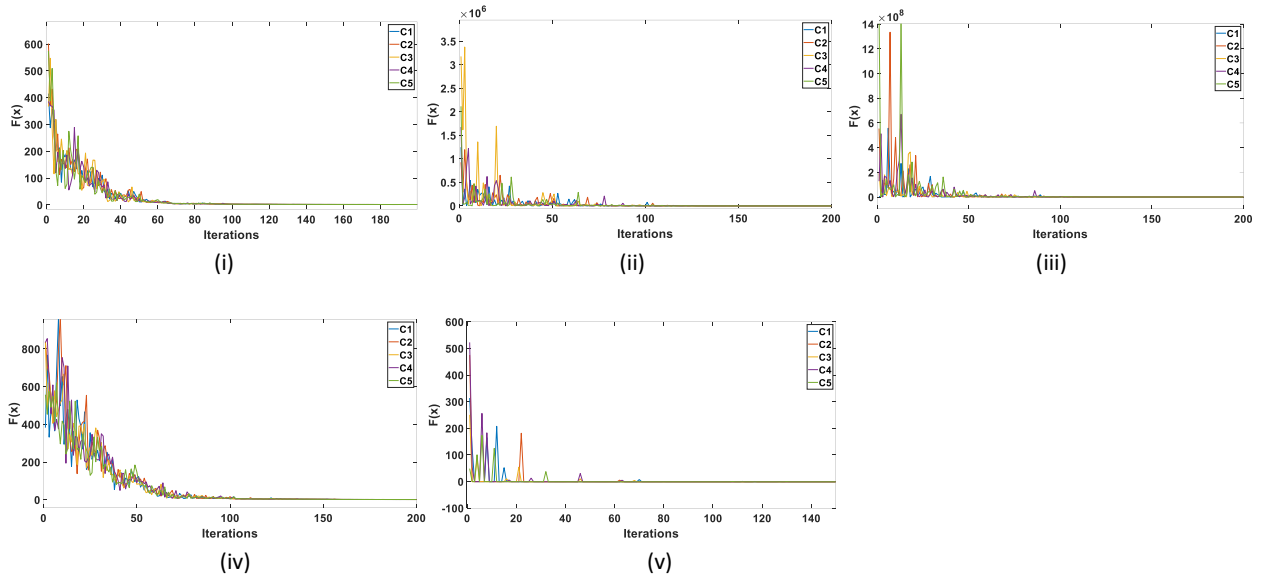 600
500
400
300
200
100
0
F(x)
1 20 40 60 80 100 120 140 160 180
Iterations
C1
C2
C3
C4
C5
(i)
×10⁶
3.5
3
2.5
2
1.5
1
0.5
0
F(x)
1 50 100 150 200
Iterations
C1
C2
C3
C4
C5
(ii)
14 ×10⁸
12
10
8
6
4
2
0
F(x)
1 50 100 150 200
Iterations
C1
C2
C3
C4
C5
(iii)
800
600
400
200
0
F(x)
0 50 100 150 200
Iterations
C1
C2
C3
C4
C5
(iv)
600
500
400
300
200
100
0
-100
F(x)
1 20 40 60 80 100 120 140
Iterations
C1
C2
C3
C4
C5
(v)